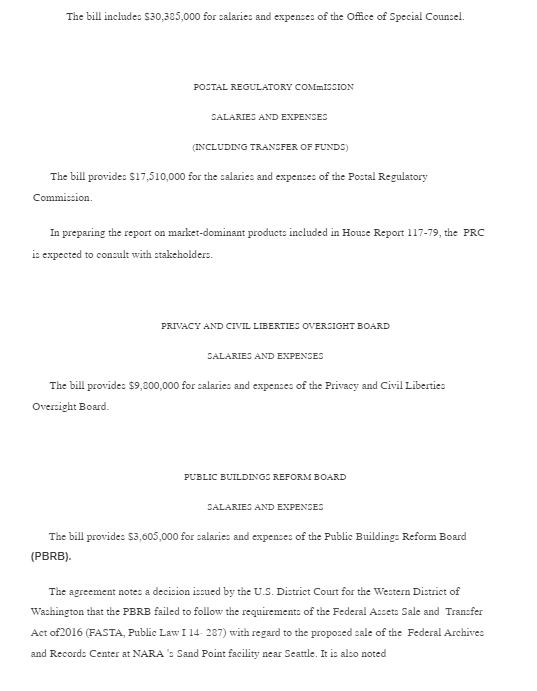 The bill includes $30,385,000 for salaries and expenses of the Office of Special Counsel.
POSTAL REGULATORY COMmISSION
SALARIES AND EXPENSES
(INCLUDING TRANSFER OF FUNDS)
The bill provides $17,510,000 for the salaries and expenses of the Postal Regulatory
Commission.
In preparing the report on market-dominant products included in House Report 117-79, the PRC
is expected to consult with stakeholders.
PRIVACY AND CIVIL LIBERTIES OVERSIGHT BOARD
SALARIES AND EXPENSES
The bill provides $9,800,000 for salaries and expenses of the Privacy and Civil Liberties
Oversight Board.
PUBLIC BUILDINGS REFORM BOARD
SALARIES AND EXPENSES
The bill provides $3,605,000 for salaries and expenses of the Public Buildings Reform Board
(PBRB).
The agreement notes a decision issued by the U.S. District Court for the Western District of
Washington that the PBRB failed to follow the requirements of the Federal Assets Sale and Transfer
Act of2016 (FASTA, Public Law I 14- 287) with regard to the proposed sale of the Federal Archives
and Records Center at NARA 's Sand Point facility near Seattle. It is also noted